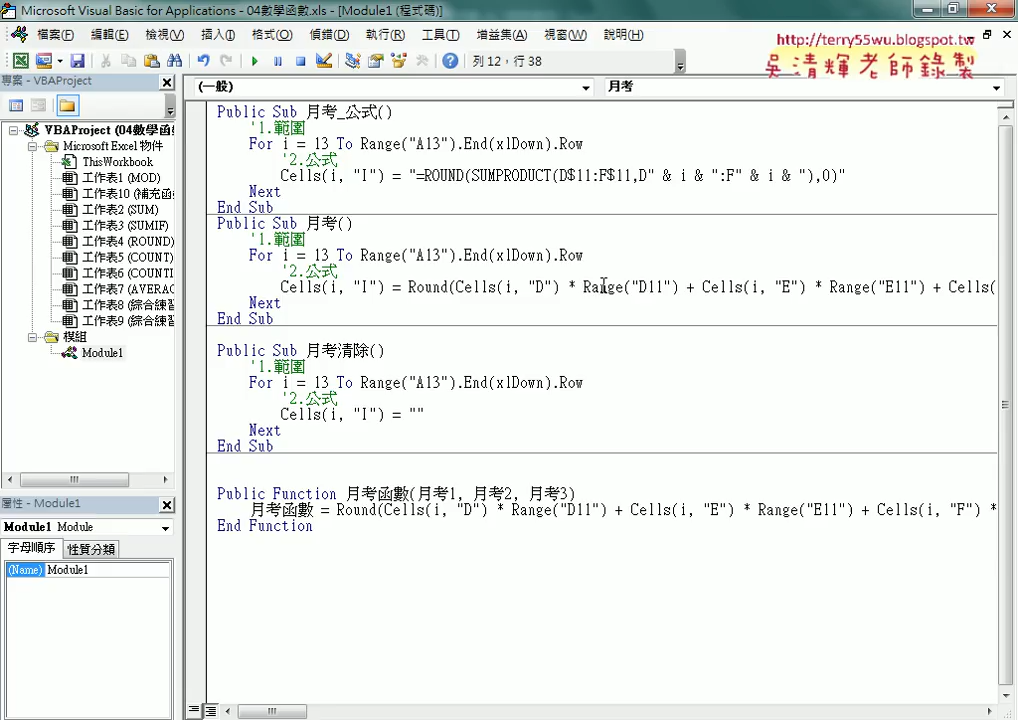 Microsoft Visual Basic for Applications - 04數學函數.xls - [Module1 (程式碼)]
檔案(F) 編輯(E) 檢視(V) 插入(I) 格式(O) 偵錯(D) 執行(R) 工具(T) 增益集(A) 視窗(W) 說明(H)
http://terry55wu.blogspot.tw
吳清輝老師錄製
列 12，行 38
專案 - VBAProject
(一般)
月考
VBAProject (04數學函
Microsoft Excel 物件
ThisWorkbook
工作表1 (MOD)
工作表10 (補充函
工作表2 (SUM)
工作表3 (SUMIF)
工作表4 (ROUND)
工作表5 (COUNT)
工作表6 (COUNTI
工作表7 (AVERAG
工作表8 (綜合練習
工作表9 (綜合練習
模組
Module1
屬性 - Module1
Module1 Module
字母順序 性質分類
(Name) Module1
Public Sub 月考_公式()
'1.範圍
For i = 13 To Range("A13").End(xlDown).Row
'2.公式
Cells(i, "I") = "=ROUND(SUMPRODUCT(D$11:F$11,D" & i & ":F" & i & "),0)"
Next
End Sub
Public Sub 月考()
'1.範圍
For i = 13 To Range("A13").End(xlDown).Row
'2.公式
Cells(i, "I") = Round(Cells(i, "D") * Range("D11") + Cells(i, "E") * Range("E11") + Cells(
Next
End Sub
Public Sub 月考清除()
'1.範圍
For i = 13 To Range("A13").End(xlDown).Row
'2.公式
Cells(i, "I") = ""
Next
End Sub
Public Function 月考函數(月考1, 月考2, 月考3)
月考函數 = Round(Cells(i, "D") * Range("D11") + Cells(i, "E") * Range("E11") + Cells(i, "F") *
End Function